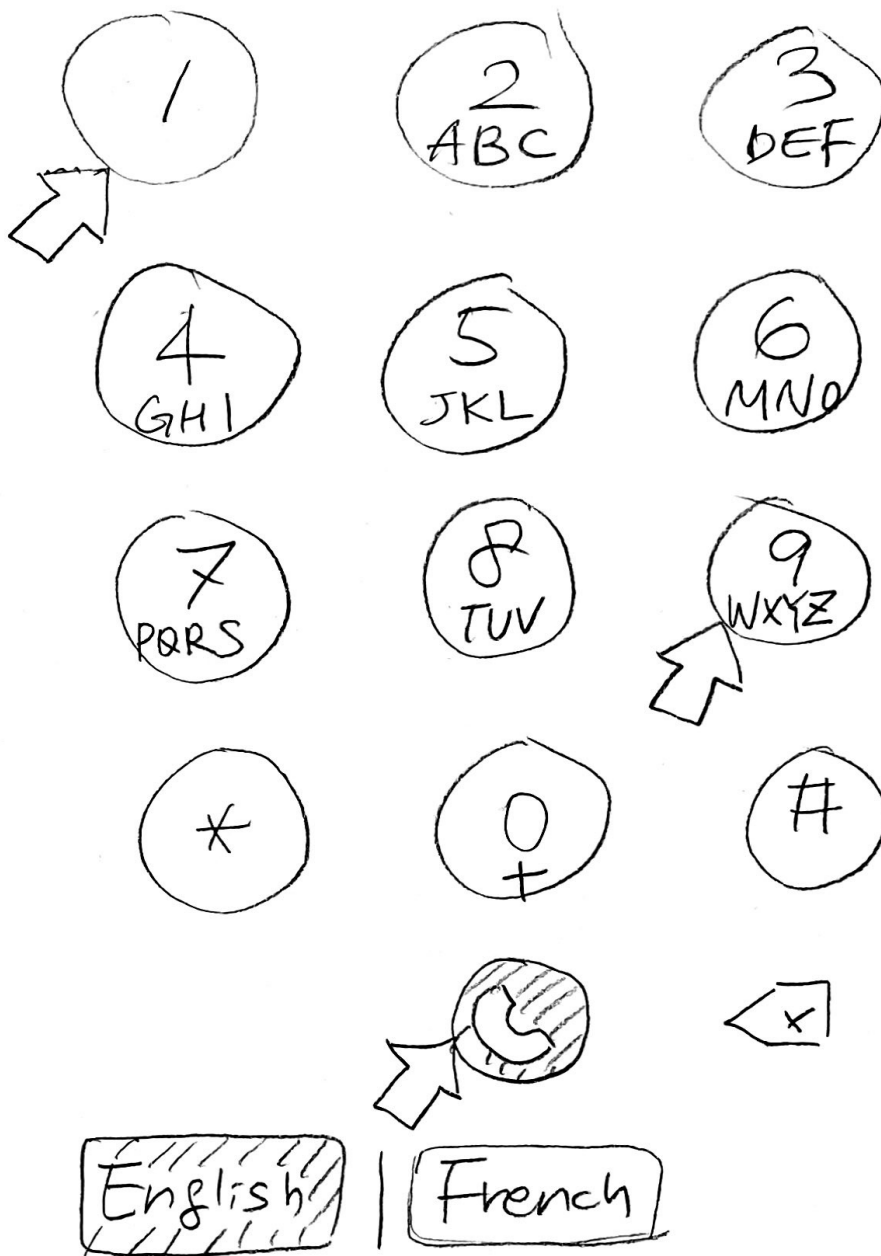 1 2 3
ABC DEF
4 5 6
GHI JKL MNO
7 8 9
PQRS TUV WXYZ
* 0 #
+
x
English | French